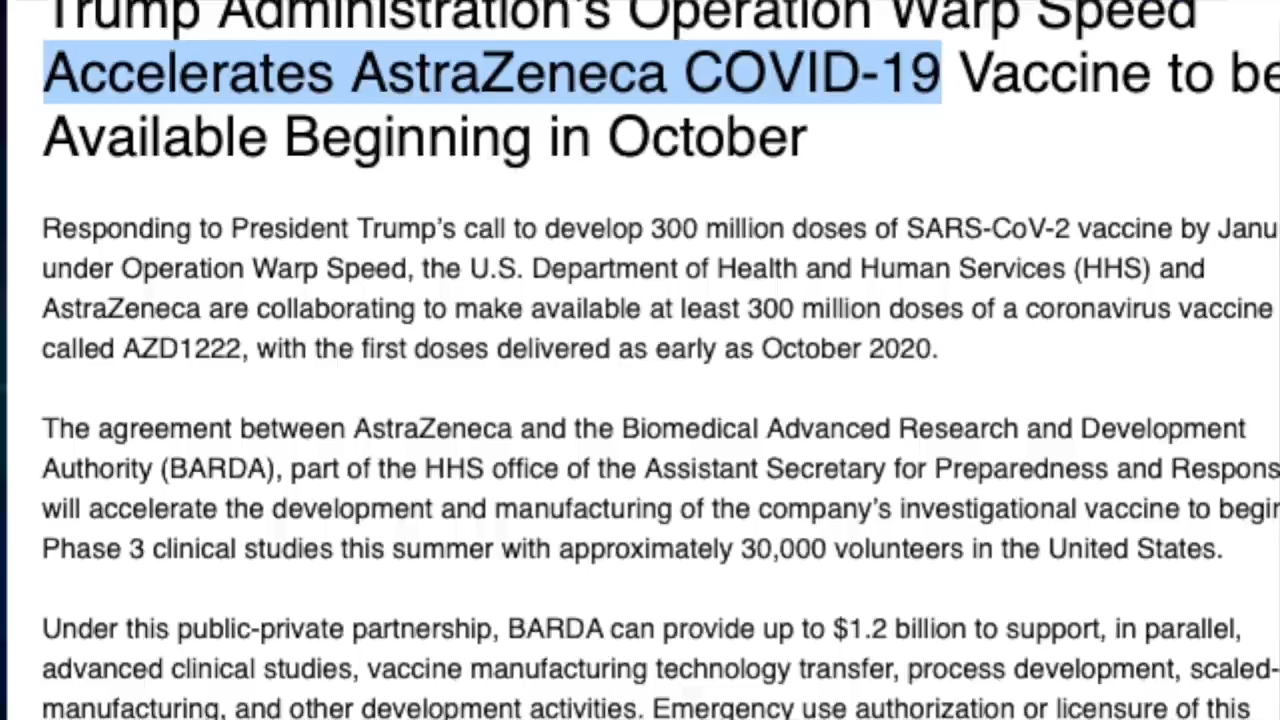 Trump Administration's Operation Warp Speed
Accelerates AstraZeneca COVID-19 Vaccine to be
Available Beginning in October
Responding to President Trump’s call to develop 300 million doses of SARS-CoV-2 vaccine by Janu
under Operation Warp Speed, the U.S. Department of Health and Human Services (HHS) and
AstraZeneca are collaborating to make available at least 300 million doses of a coronavirus vaccine
called AZD1222, with the first doses delivered as early as October 2020.
The agreement between AstraZeneca and the Biomedical Advanced Research and Development
Authority (BARDA), part of the HHS office of the Assistant Secretary for Preparedness and Respons
will accelerate the development and manufacturing of the company’s investigational vaccine to begin
Phase 3 clinical studies this summer with approximately 30,000 volunteers in the United States.
Under this public-private partnership, BARDA can provide up to $1.2 billion to support, in parallel,
advanced clinical studies, vaccine manufacturing technology transfer, process development, scaled-
manufacturing, and other development activities. Emergency use authorization or licensure of this